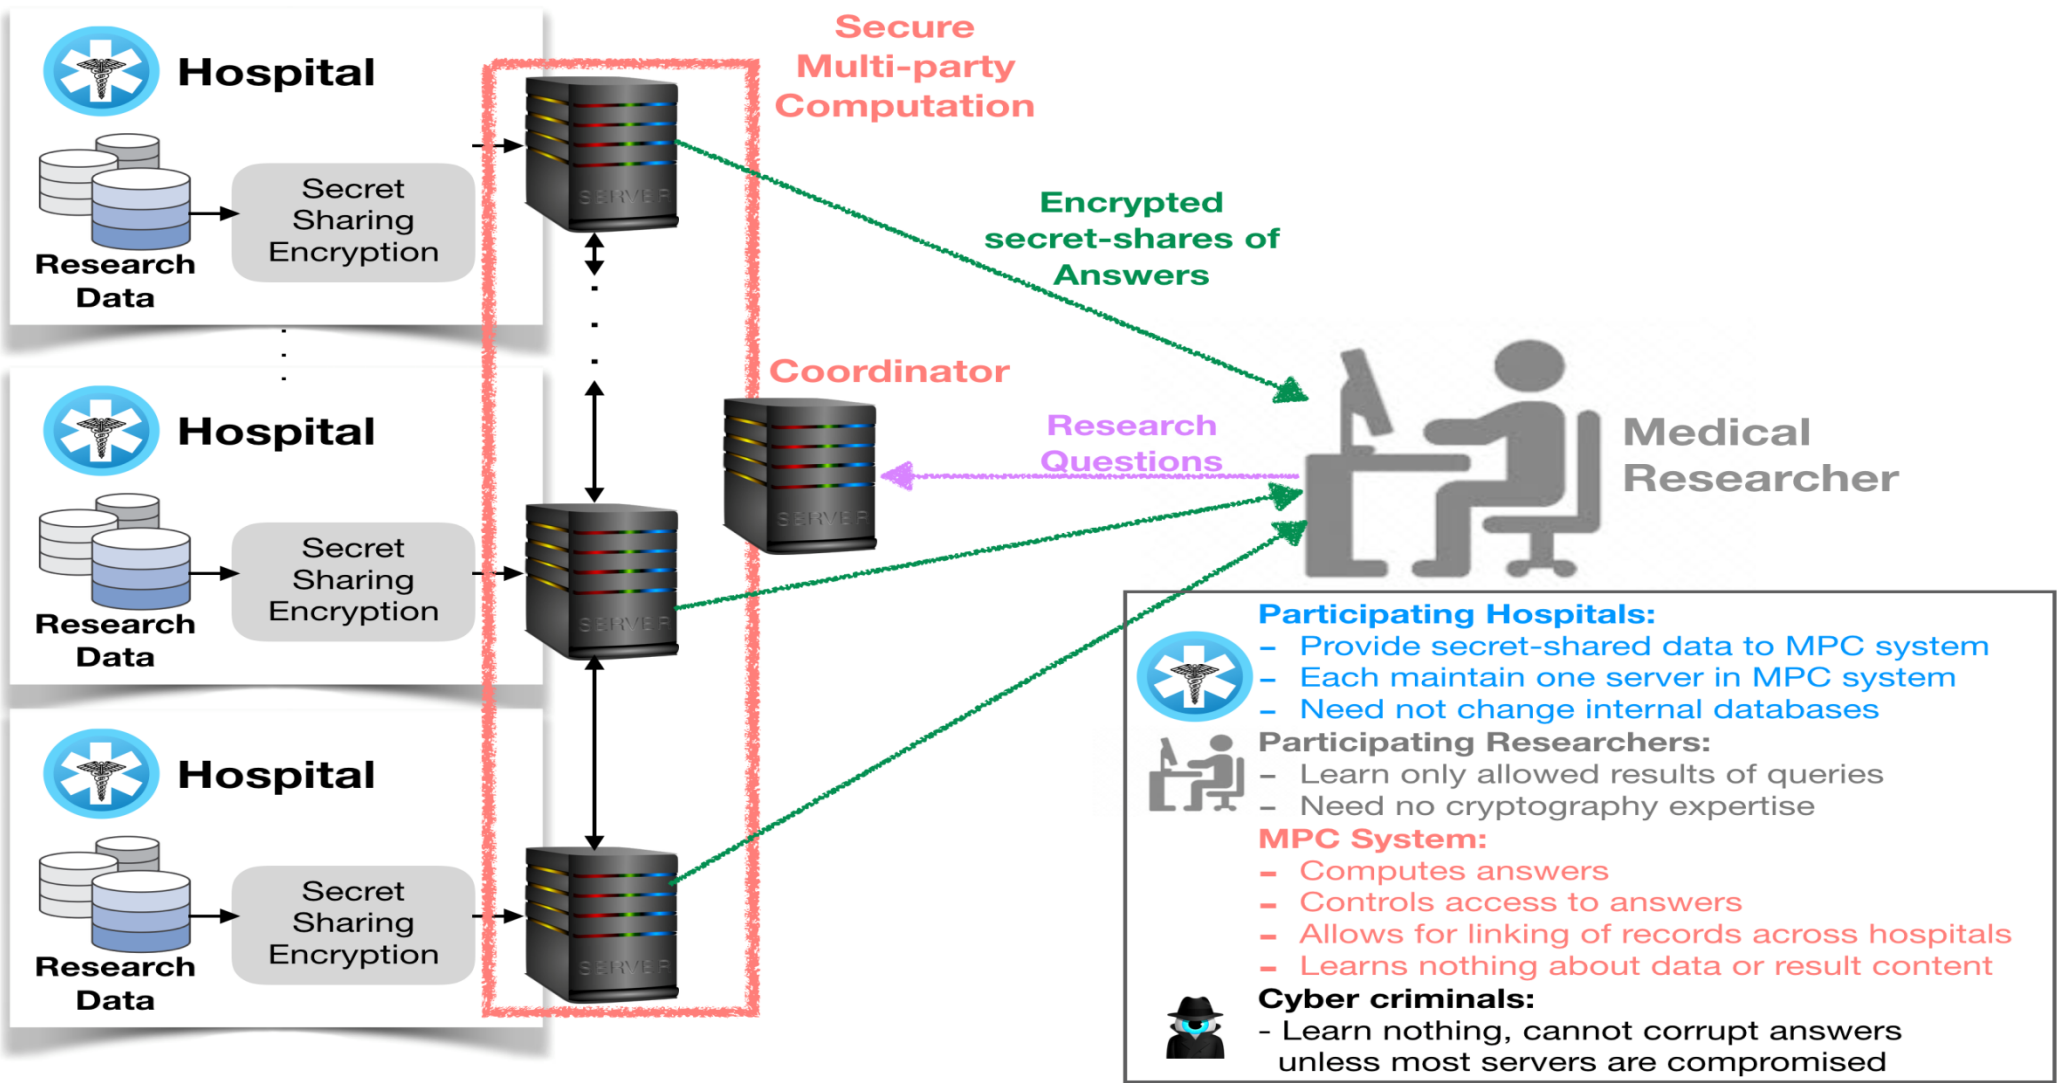 Hospital
Research
Data
Secret
Sharing
Encryption
SERVER
Hospital
Research
Data
Secret
Sharing
Encryption
SERVER
Hospital
Research
Data
Secret
Sharing
Encryption
SERVER
Secure
Multi-party
Computation
Encrypted
secret-shares of
Answers
Coordinator
SERVER
Research
Questions
Medical
Researcher
Participating Hospitals:
- Provide secret-shared data to MPC system
- Each maintain one server in MPC system
- Need not change internal databases
Participating Researchers:
- Learn only allowed results of queries
- Need no cryptography expertise
MPC System:
- Computes answers
- Controls access to answers
- Allows for linking of records across hospitals
- Learns nothing about data or result content
Cyber criminals:
- Learn nothing, cannot corrupt answers
unless most servers are compromised